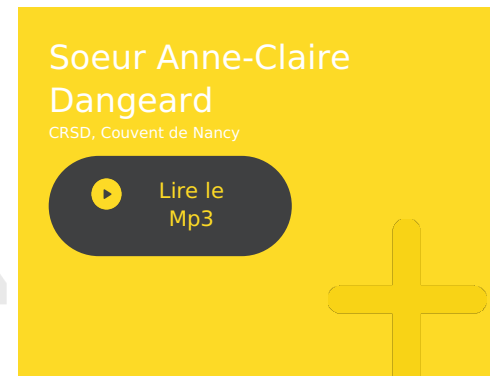 Soeur Anne-Claire
Dangeard
CRSD, Couvent de Nancy
Lire le
Mp3